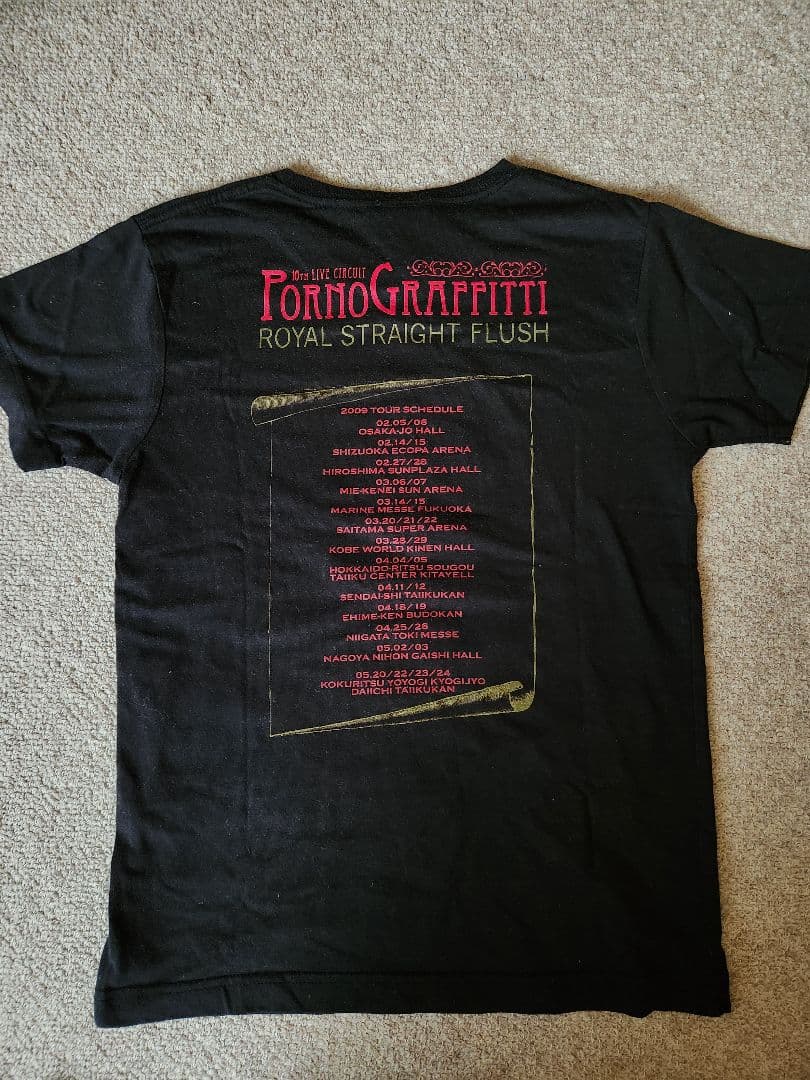 10TH LIVE CIRCUIT
PORNOGRAFFITTI
ROYAL STRAIGHT FLUSH
2009 TOUR SCHEDULE
02.05/06
OSAKA-JO HALL
02.14/15
SHIZUOKA ECOPA ARENA
02.27/28
HIROSHIMA SUNPLAZA HALL
03.06/07
MIE-KENEI SUN ARENA
03.14/15
MARINE MESSE FUKUOKA
03.20/21/22
SAITAMA SUPER ARENA
03.28/29
KOBE WORLD KINEN HALL
04.04/05
HOKKAIDO-RITSU SOUGOU
TAIIKU CENTER KITAYELL
04.11/12
SENDAI-SHI TAIIKUKAN
04.18/19
EHIME-KEN BUDOKAN
04.25/26
NIIGATA TOKI MESSE
05.02/03
NAGOYA NIHON GAISHI HALL
05.20/22/23/24
KOKURITSU YOYOGI KYOGIJYO
DAIICHI TAIIKUKAN